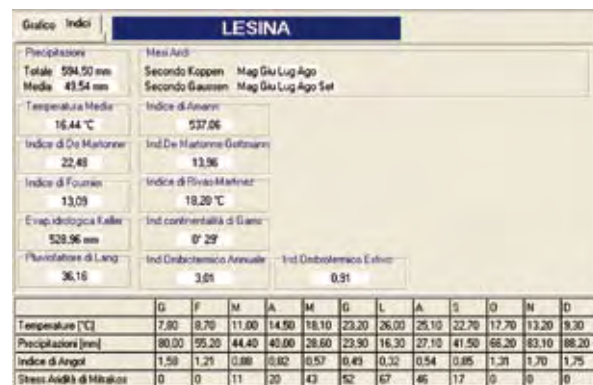 Grafico Indici
LESINA
Precipitazioni
Totale 594,50 mm
Media 49,54 mm
Mesi Aridi
Secondo Koppen Mag Giu Lug Ago
Secondo Gaussen Mag Giu Lug Ago Set
Temperatura Media
16,44 °C
Indice di Amann
537,06
Indice di De Martonne
22,48
Ind.De Martonne-Gottmann
13,96
Indice di Fournier
13,09
Indice di Rivas-Martinez
18,20 °C
Evap.idrologica Keller
528,96 mm
Ind continentalità di Gams
0° 29'
Pluviofattore di Lang
36,16
Ind Ombrotermico Annuale
3,01
Ind Ombrotermico Estivo
0,91
G F M A M G L A S O N D
Temperature [°C] 7,80 8,70 11,00 14,50 18,10 23,20 26,00 25,10 22,70 17,70 13,20 9,30
Precipitazioni [mm] 80,00 55,20 44,40 40,00 28,60 23,90 16,30 27,10 41,50 66,20 83,10 88,20
Indice di Angot 1,58 1,21 0,88 0,82 0,57 0,49 0,32 0,54 0,85 1,31 1,70 1,75
Stress Aridità di Mitrakos 0 0 11 20 43 52 67 46 17 0 0 0